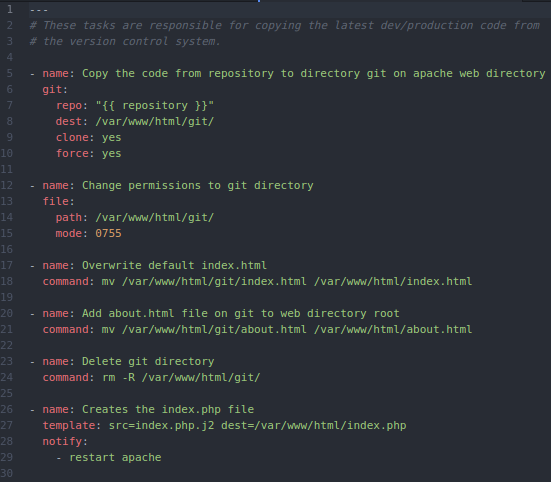 1 ---
2 # These tasks are responsible for copying the latest dev/production code from
3 # the version control system.
4
5 - name: Copy the code from repository to directory git on apache web directory
6   git:
7     repo: "{{ repository }}"
8     dest: /var/www/html/git/
9     clone: yes
10     force: yes
11
12 - name: Change permissions to git directory
13   file:
14     path: /var/www/html/git/
15     mode: 0755
16
17 - name: Overwrite default index.html
18   command: mv /var/www/html/git/index.html /var/www/html/index.html
19
20 - name: Add about.html file on git to web directory root
21   command: mv /var/www/html/git/about.html /var/www/html/about.html
22
23 - name: Delete git directory
24   command: rm -R /var/www/html/git/
25
26 - name: Creates the index.php file
27   template: src=index.php.j2 dest=/var/www/html/index.php
28   notify:
29     - restart apache
30